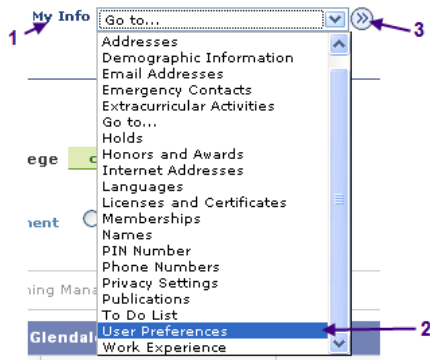 My Info Go to...
1
3
Addresses
Demographic Information
Email Addresses
Emergency Contacts
Extracurricular Activities
Go to...
Holds
Honors and Awards
ege c
Internet Addresses
Languages
Licenses and Certificates
nent Memberships
Names
PIN Number
Phone Numbers
ning Mana Privacy Settings
Publications
To Do List
Glendal User Preferences 2
Work Experience